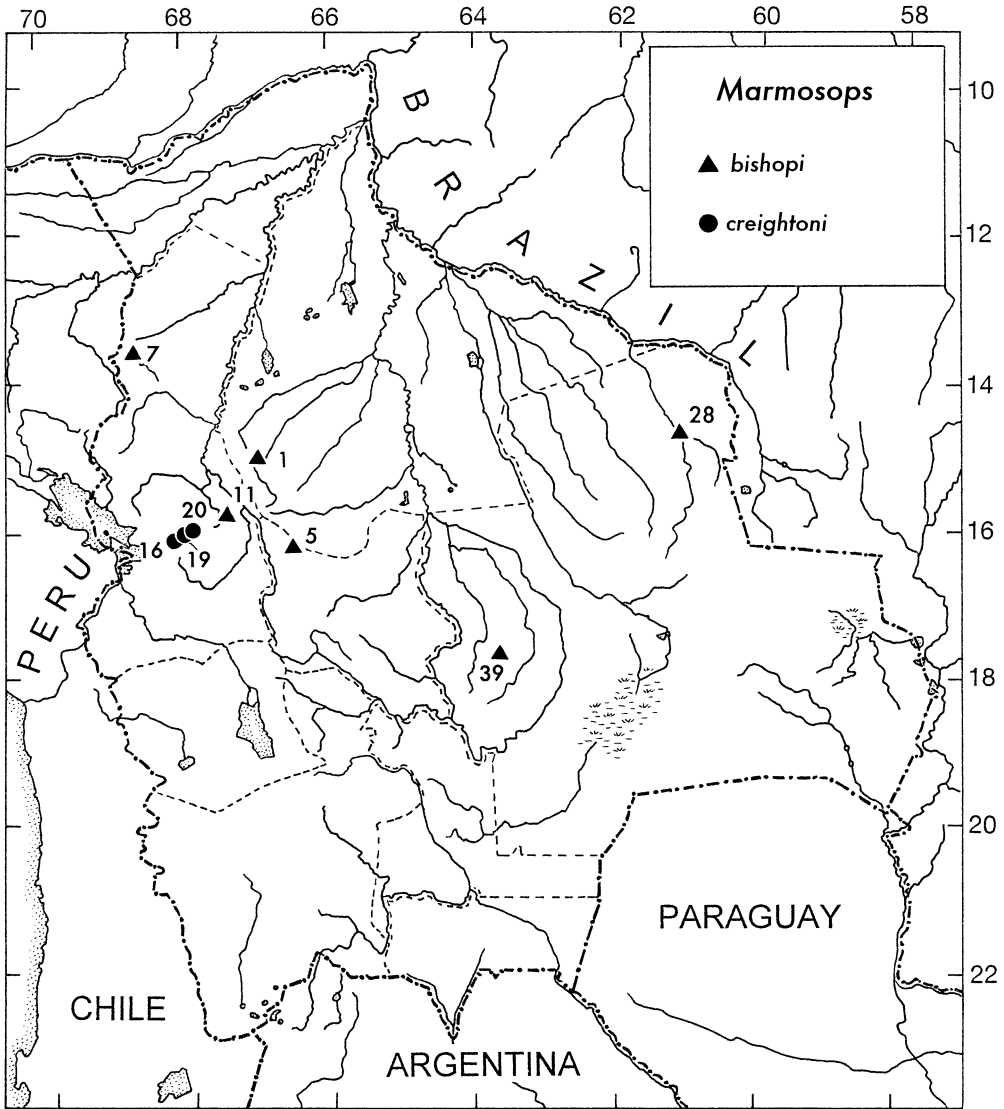 70 68 66 64 62 60 58
Marmosops
bishopi
creightoni
10
12
14
16
18
20
22
BRAZIL
7
28
1
11
20
5
16
19
39
PERU
PARAGUAY
CHILE
ARGENTINA